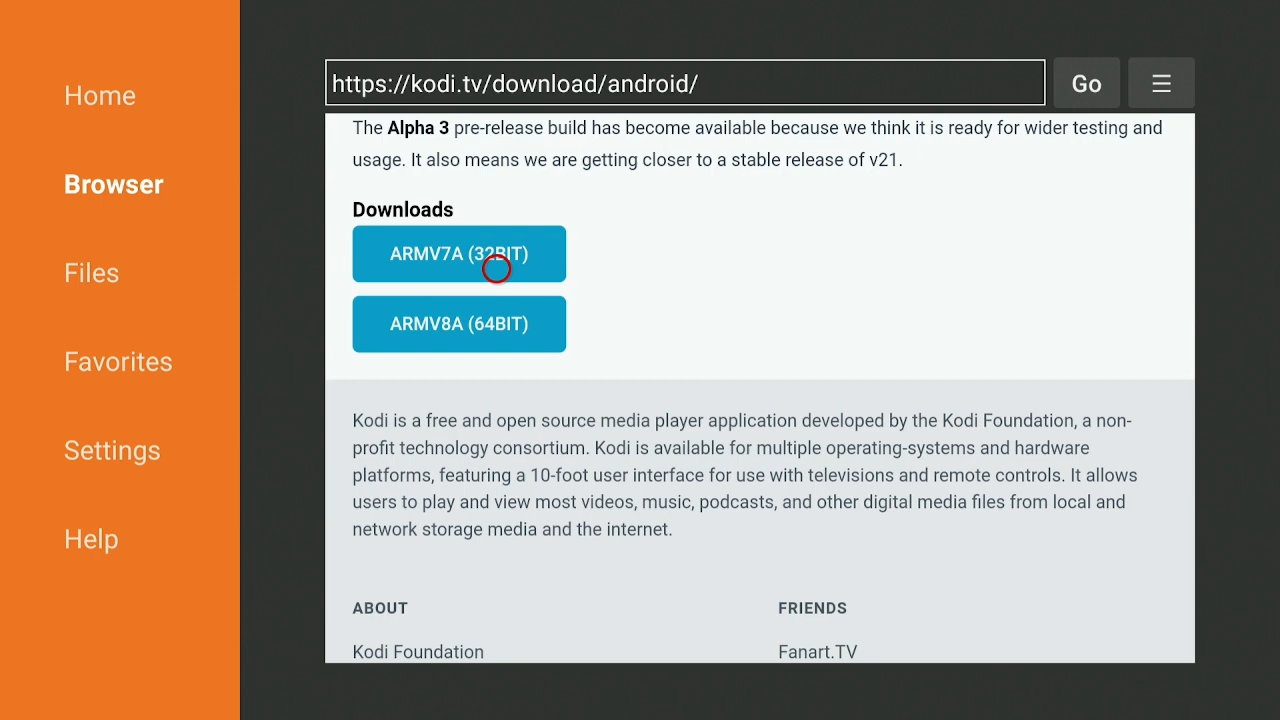 Home
Browser
Files
Favorites
Settings
Help
https://kodi.tv/download/android/
Go
☰
The Alpha 3 pre-release build has become available because we think it is ready for wider testing and
usage. It also means we are getting closer to a stable release of v21.
Downloads
ARMV7A (32BIT)
ARMV8A (64BIT)
Kodi is a free and open source media player application developed by the Kodi Foundation, a non-
profit technology consortium. Kodi is available for multiple operating-systems and hardware
platforms, featuring a 10-foot user interface for use with televisions and remote controls. It allows
users to play and view most videos, music, podcasts, and other digital media files from local and
network storage media and the internet.
ABOUT
Kodi Foundation
FRIENDS
Fanart.TV